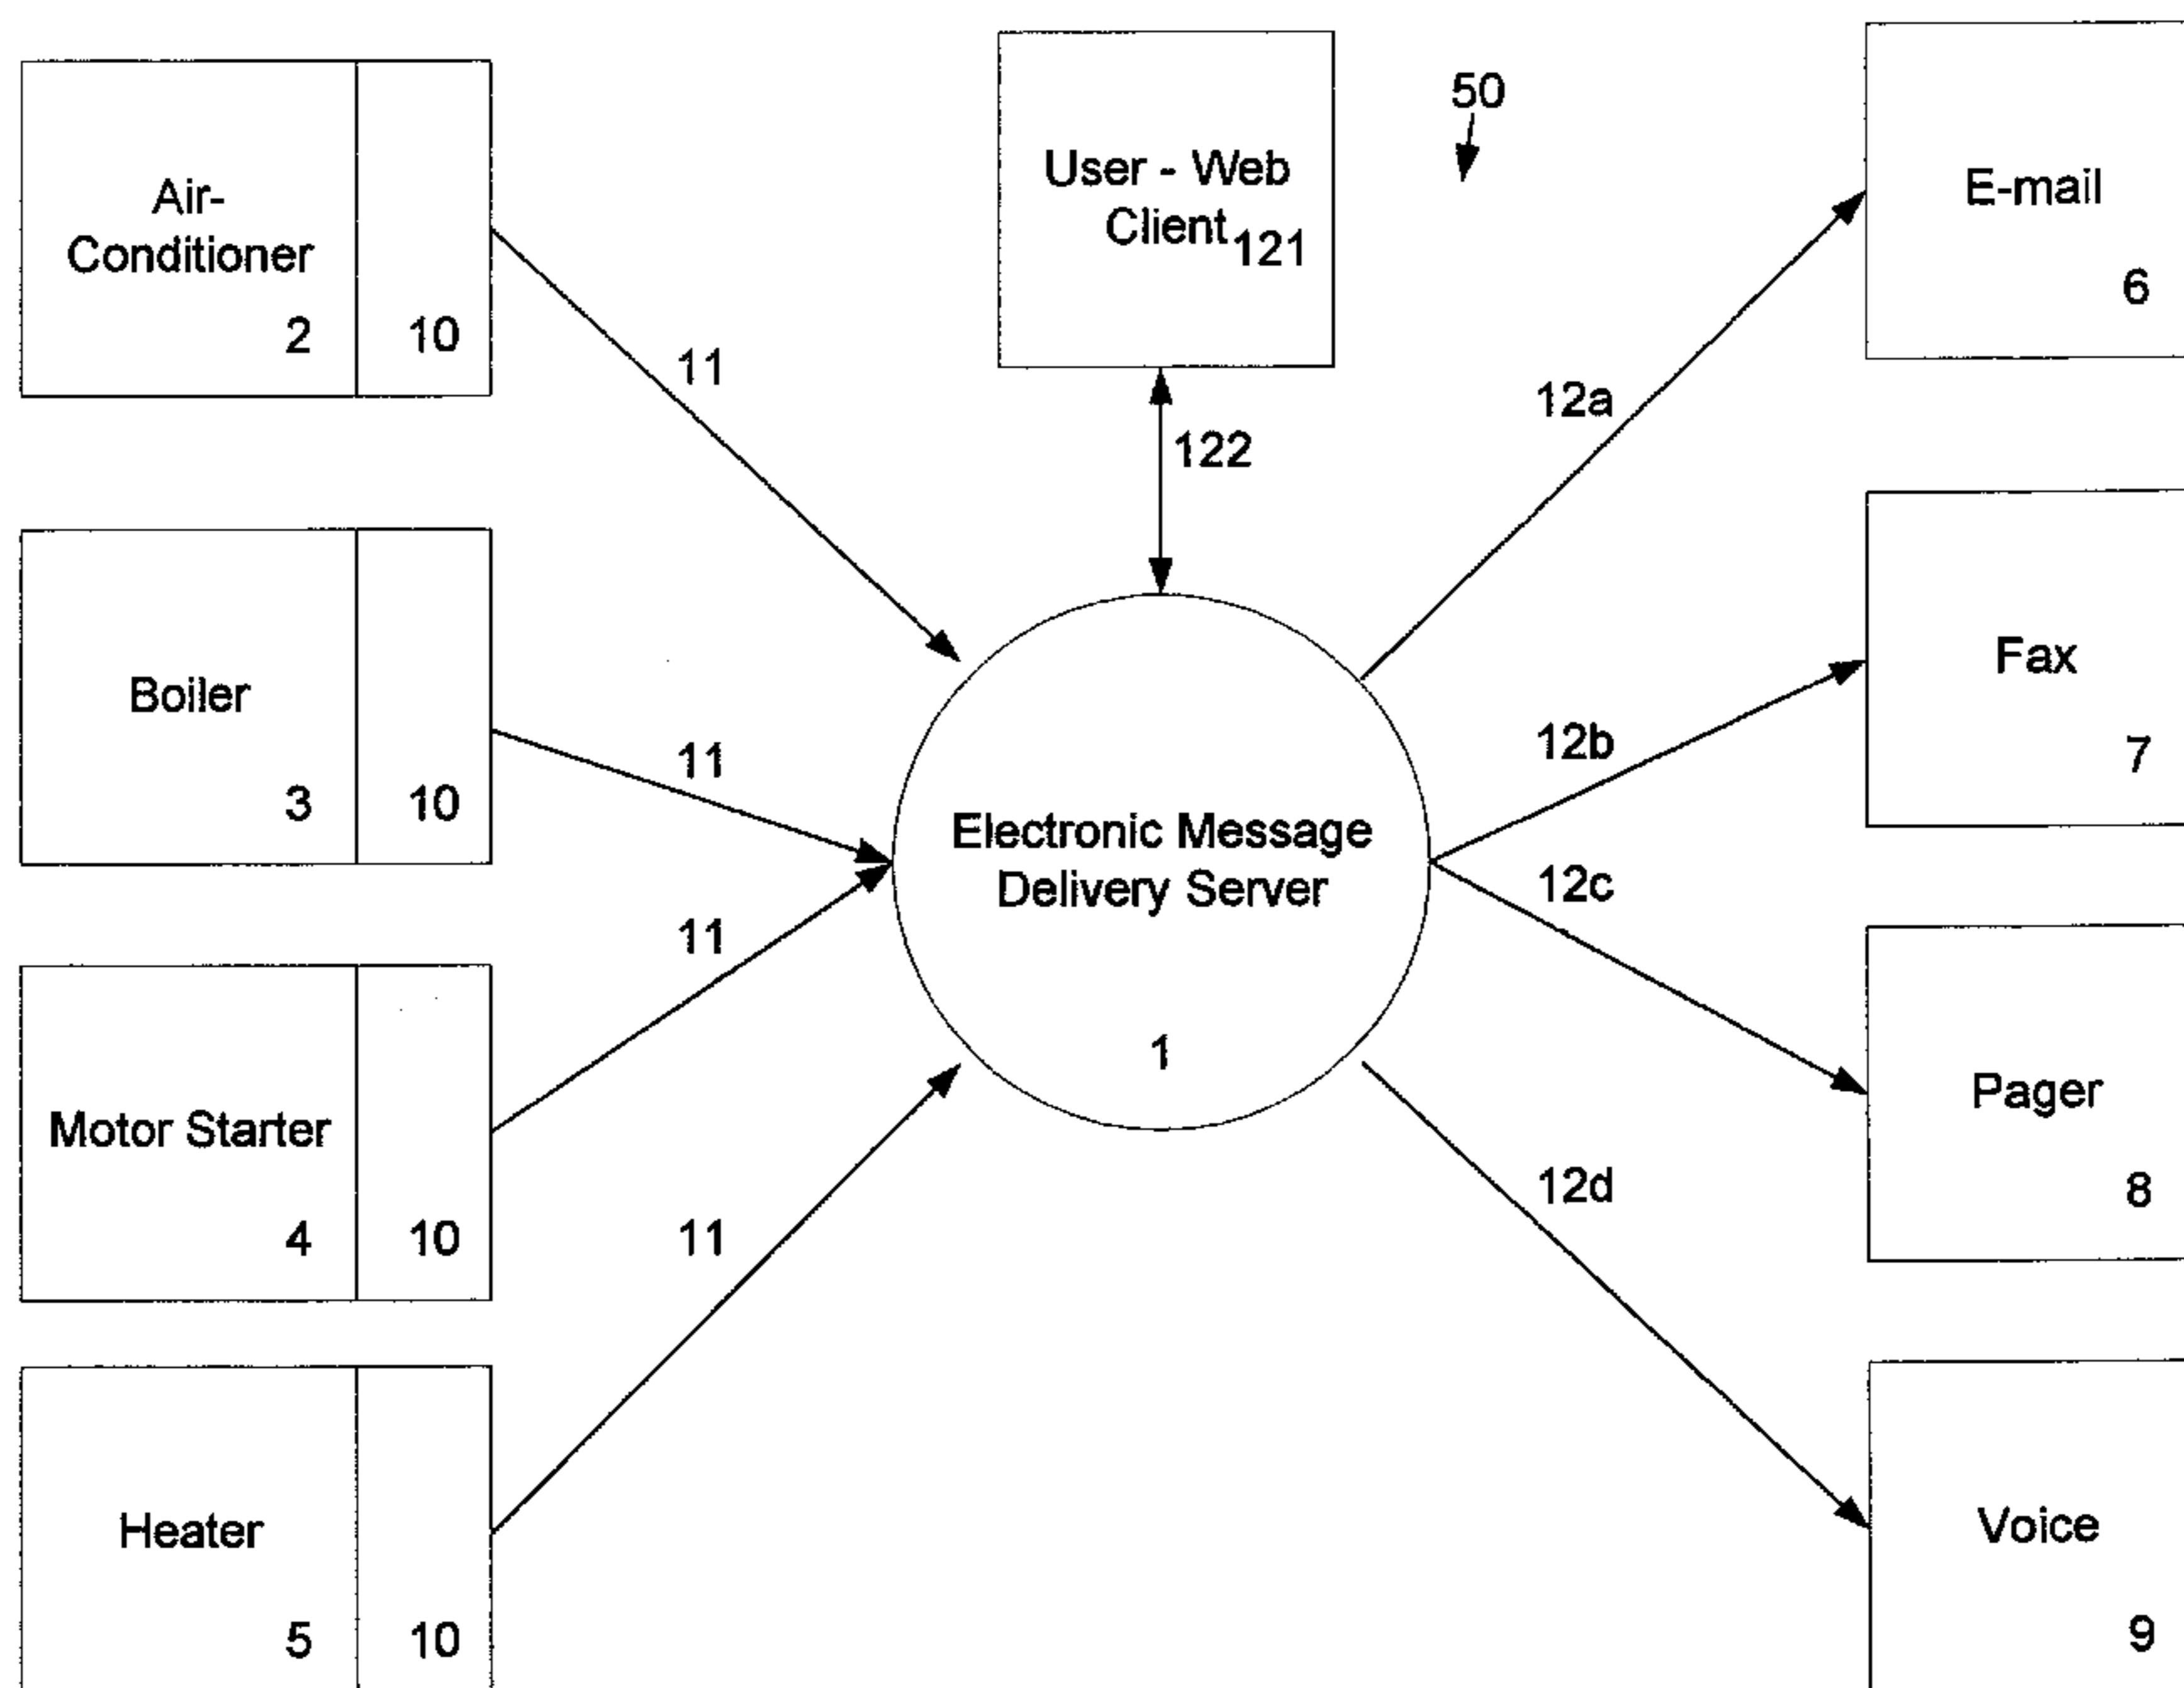 Air-
Conditioner
2
10
11
Boiler
3
10
11
Motor Starter
4
10
11
Heater
5
10
11
User - Web
Client
121
122
50
Electronic Message
Delivery Server
1
12a
12b
12c
12d
E-mail
6
Fax
7
Pager
8
Voice
9